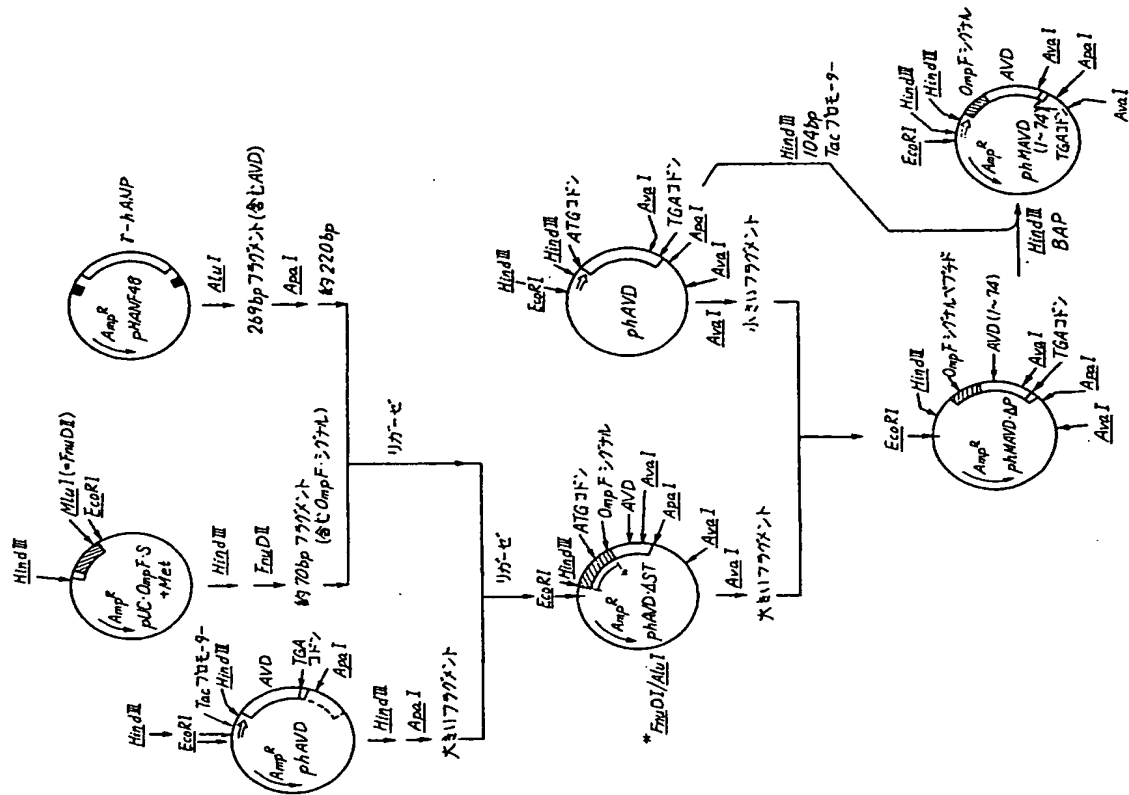 HindIII
EcoRI
Tacプロモーター
HindIII
AVD
TGA
コドン
ApaI
Amp^R
phAVD
HindIII
ApaI
大きいフラグメント
HindIII
MluI(=FnuDII)
EcoRI
Amp^R
pUC・OmpF・S
+Met
HindIII
FnuDII
約70bpフラグメント
(含むOmpF・シグナル)
γ-hANP
Amp^R
pHANF48
AluI
269bpフラグメント(含むAVD)
ApaI
約220bp
リガーゼ
リガーゼ
EcoRI
HindIII
ATGコドン
OmpFシグナル
AVD
AvaI
ApaI
AvaI
Amp^R
phAVD・ΔST
*FnuDI/AluI
AvaI
大きいフラグメント
HindIII
EcoRI
HindIII
ATGコドン
AvaI
TGAコドン
ApaI
AvaI
phAVD
AvaI
小さいフラグメント
HindIII
104bp
Tacプロモーター
EcoRI
HindIII
OmpFシグナルペプチド
AVD(1~74)
AvaI
TGAコドン
ApaI
AvaI
Amp^R
phMAVD・ΔP
HindIII
BAP
EcoRI
HindIII
HindIII
OmpFシグナル
AVD
AvaI
ApaI
AvaI
Amp^R
phMAVD
(1~74)
TGAコドン